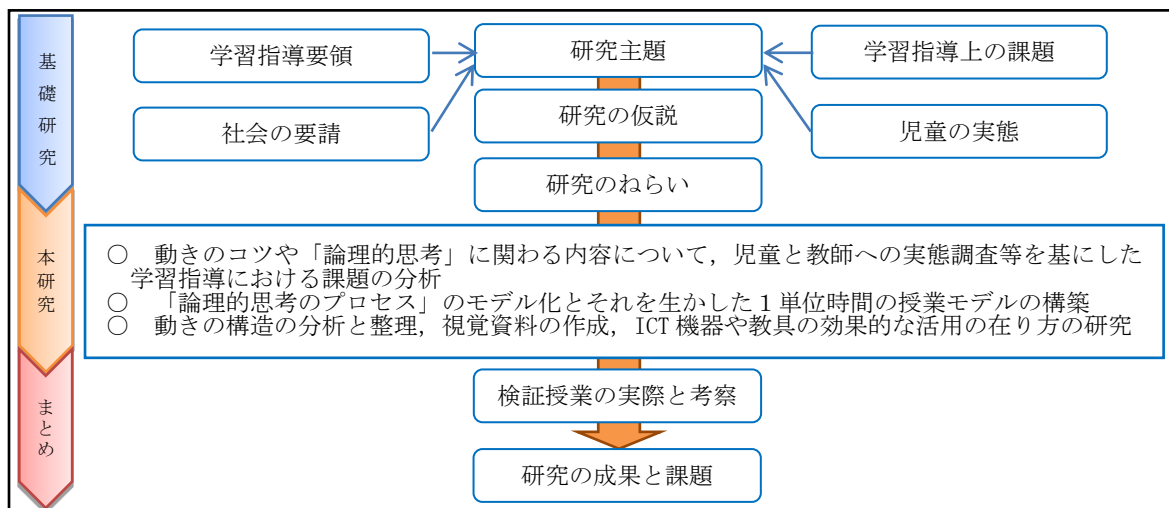 基礎研究
学習指導要領
研究主題
学習指導上の課題
社会の要請
研究の仮説
児童の実態
研究のねらい
本研究
○　動きのコツや「論理的思考」に関わる内容について，児童と教師への実態調査等を基にした
学習指導における課題の分析
○　「論理的思考のプロセス」のモデル化とそれを生かした１単位時間の授業モデルの構築
○　動きの構造の分析と整理，視覚資料の作成，ICT 機器や教具の効果的な活用の在り方の研究
まとめ
検証授業の実際と考察
研究の成果と課題